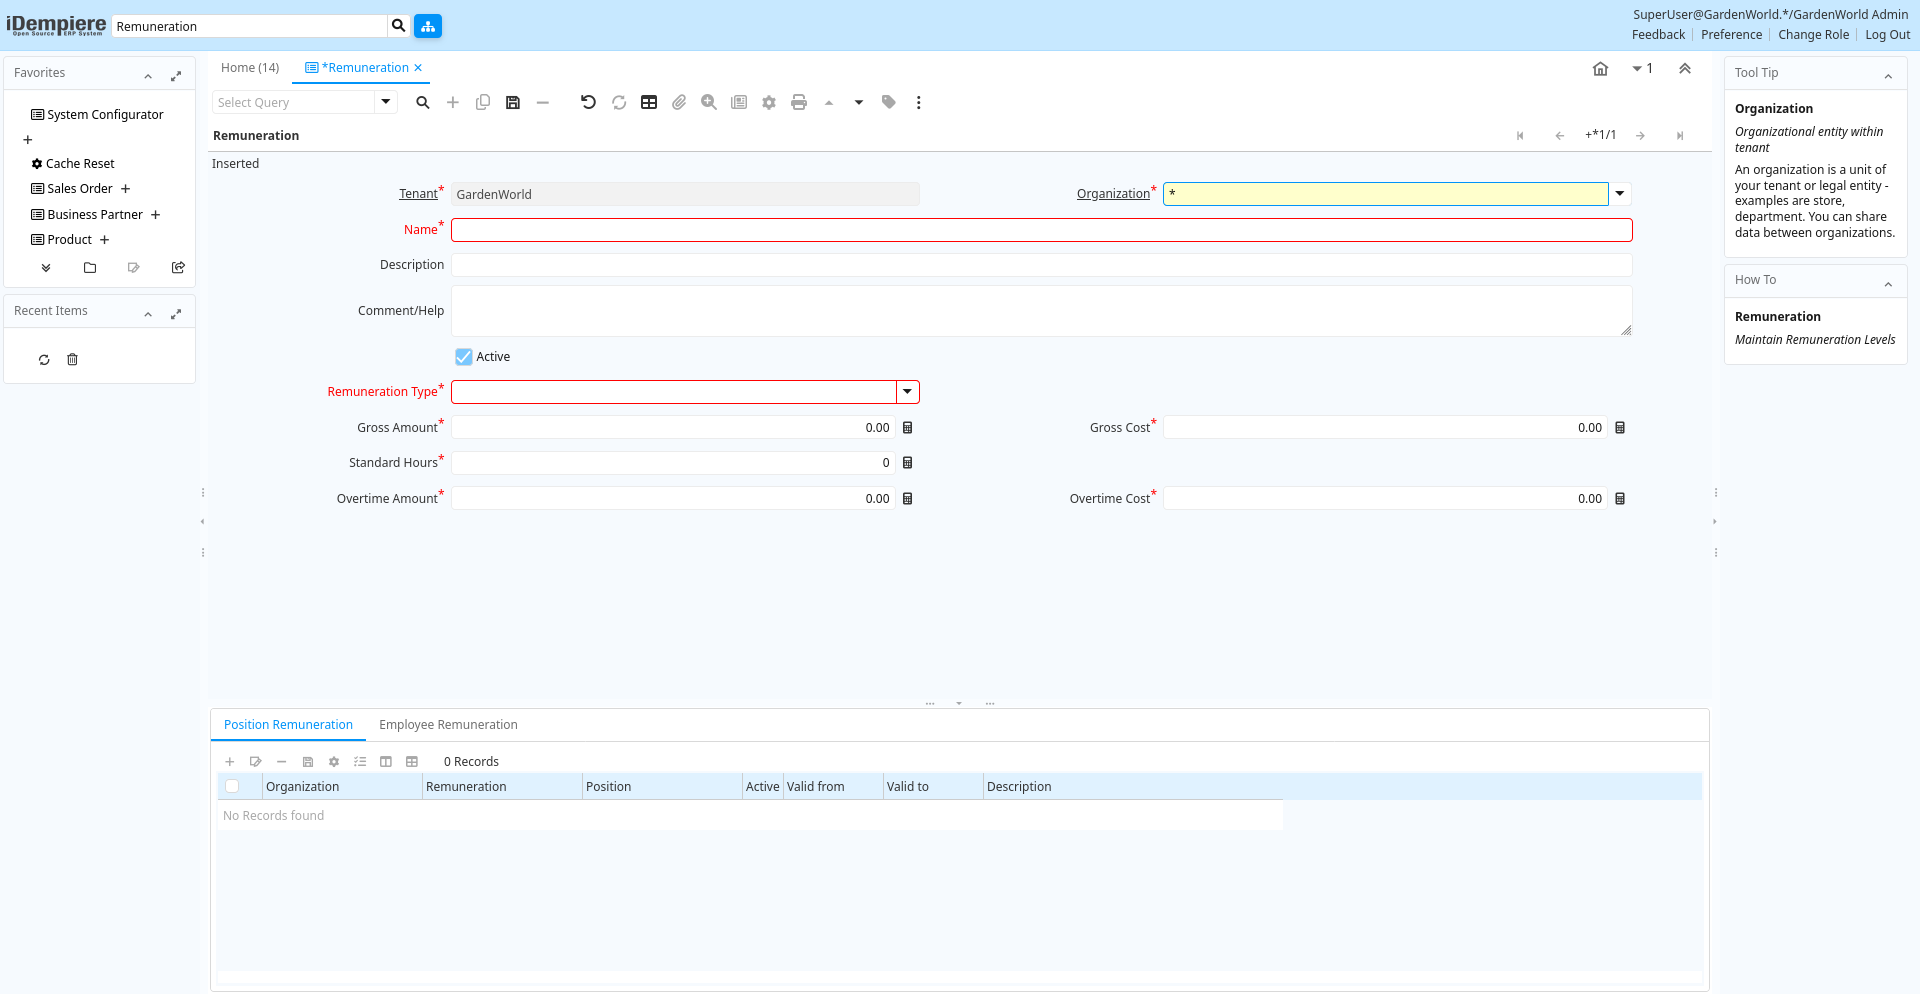 iDempiere
Open Source ERP System
Remuneration
SuperUser@GardenWorld.*/GardenWorld Admin
Feedback
Preference
Change Role
Log Out
Favorites
System Configurator
+
Cache Reset
Sales Order +
Business Partner +
Product +
Recent Items
Home (14)
*Remuneration
1
Select Query
Remuneration
+*1/1
Inserted
Tenant*
GardenWorld
Organization*
*
Name*
Description
Comment/Help
Active
Remuneration Type*
Gross Amount*
0.00
Gross Cost*
0.00
Standard Hours*
0
Overtime Amount*
0.00
Overtime Cost*
0.00
Position Remuneration
Employee Remuneration
0 Records
Organization
Remuneration
Position
Active
Valid from
Valid to
Description
No Records found
Tool Tip
Organization
Organizational entity within
tenant
An organization is a unit of
your tenant or legal entity -
examples are store,
department. You can share
data between organizations.
How To
Remuneration
Maintain Remuneration Levels